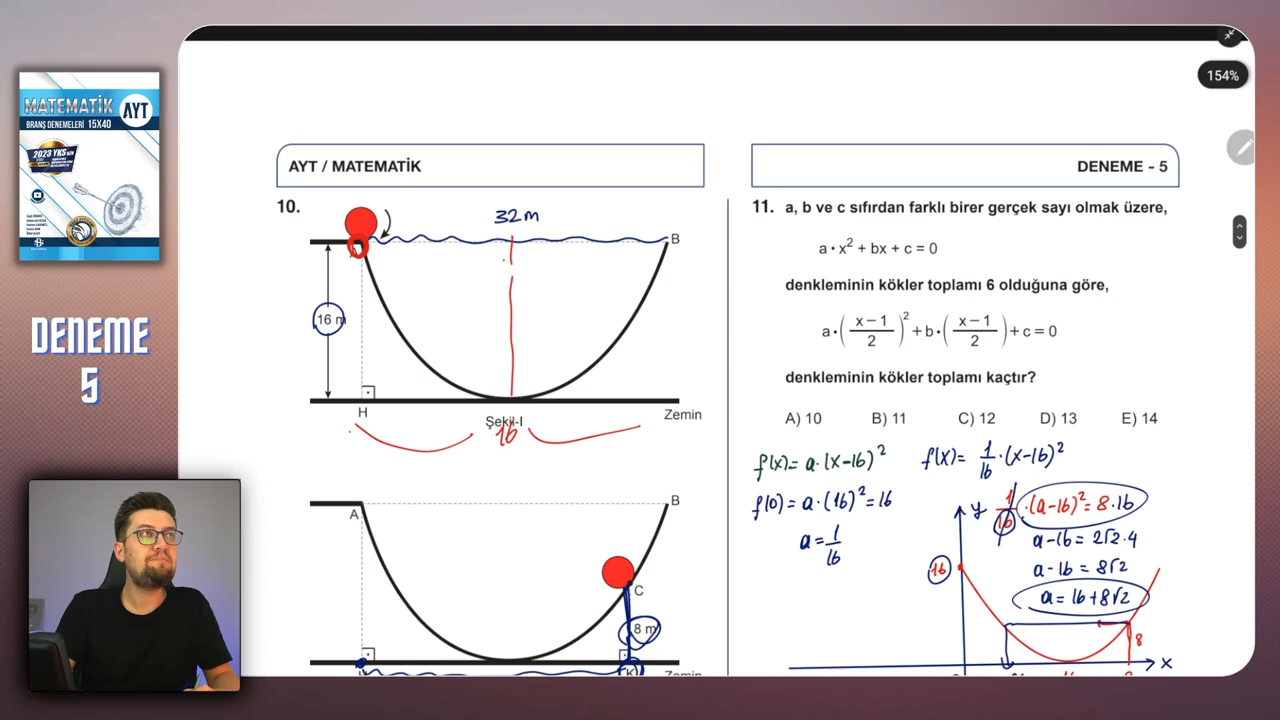 154%
MATEMATİK AYT
BRANŞ DENEMELERİ 15X40
DENEME
5
AYT / MATEMATİK
10.
32m
B
16 m
H
Şekil-I
Zemin
16
A
B
C
8 m
K
Zemin
DENEME - 5
11. a, b ve c sıfırdan farklı birer gerçek sayı olmak üzere,
a • x² + bx + c = 0
denkleminin kökler toplamı 6 olduğuna göre,
a • (x – 1 / 2)² + b • (x – 1 / 2) + c = 0
denkleminin kökler toplamı kaçtır?
A) 10 B) 11 C) 12 D) 13 E) 14
f(x) = a·(x-16)²
f(0) = a·(16)² = 16
a = 1/16
f(x) = 1/16 ·(x-16)²
1/16 ·(a-16)² = 8·16
a-16 = 2√2·4
a-16 = 8√2
a = 16+8√2
y
16
8
x